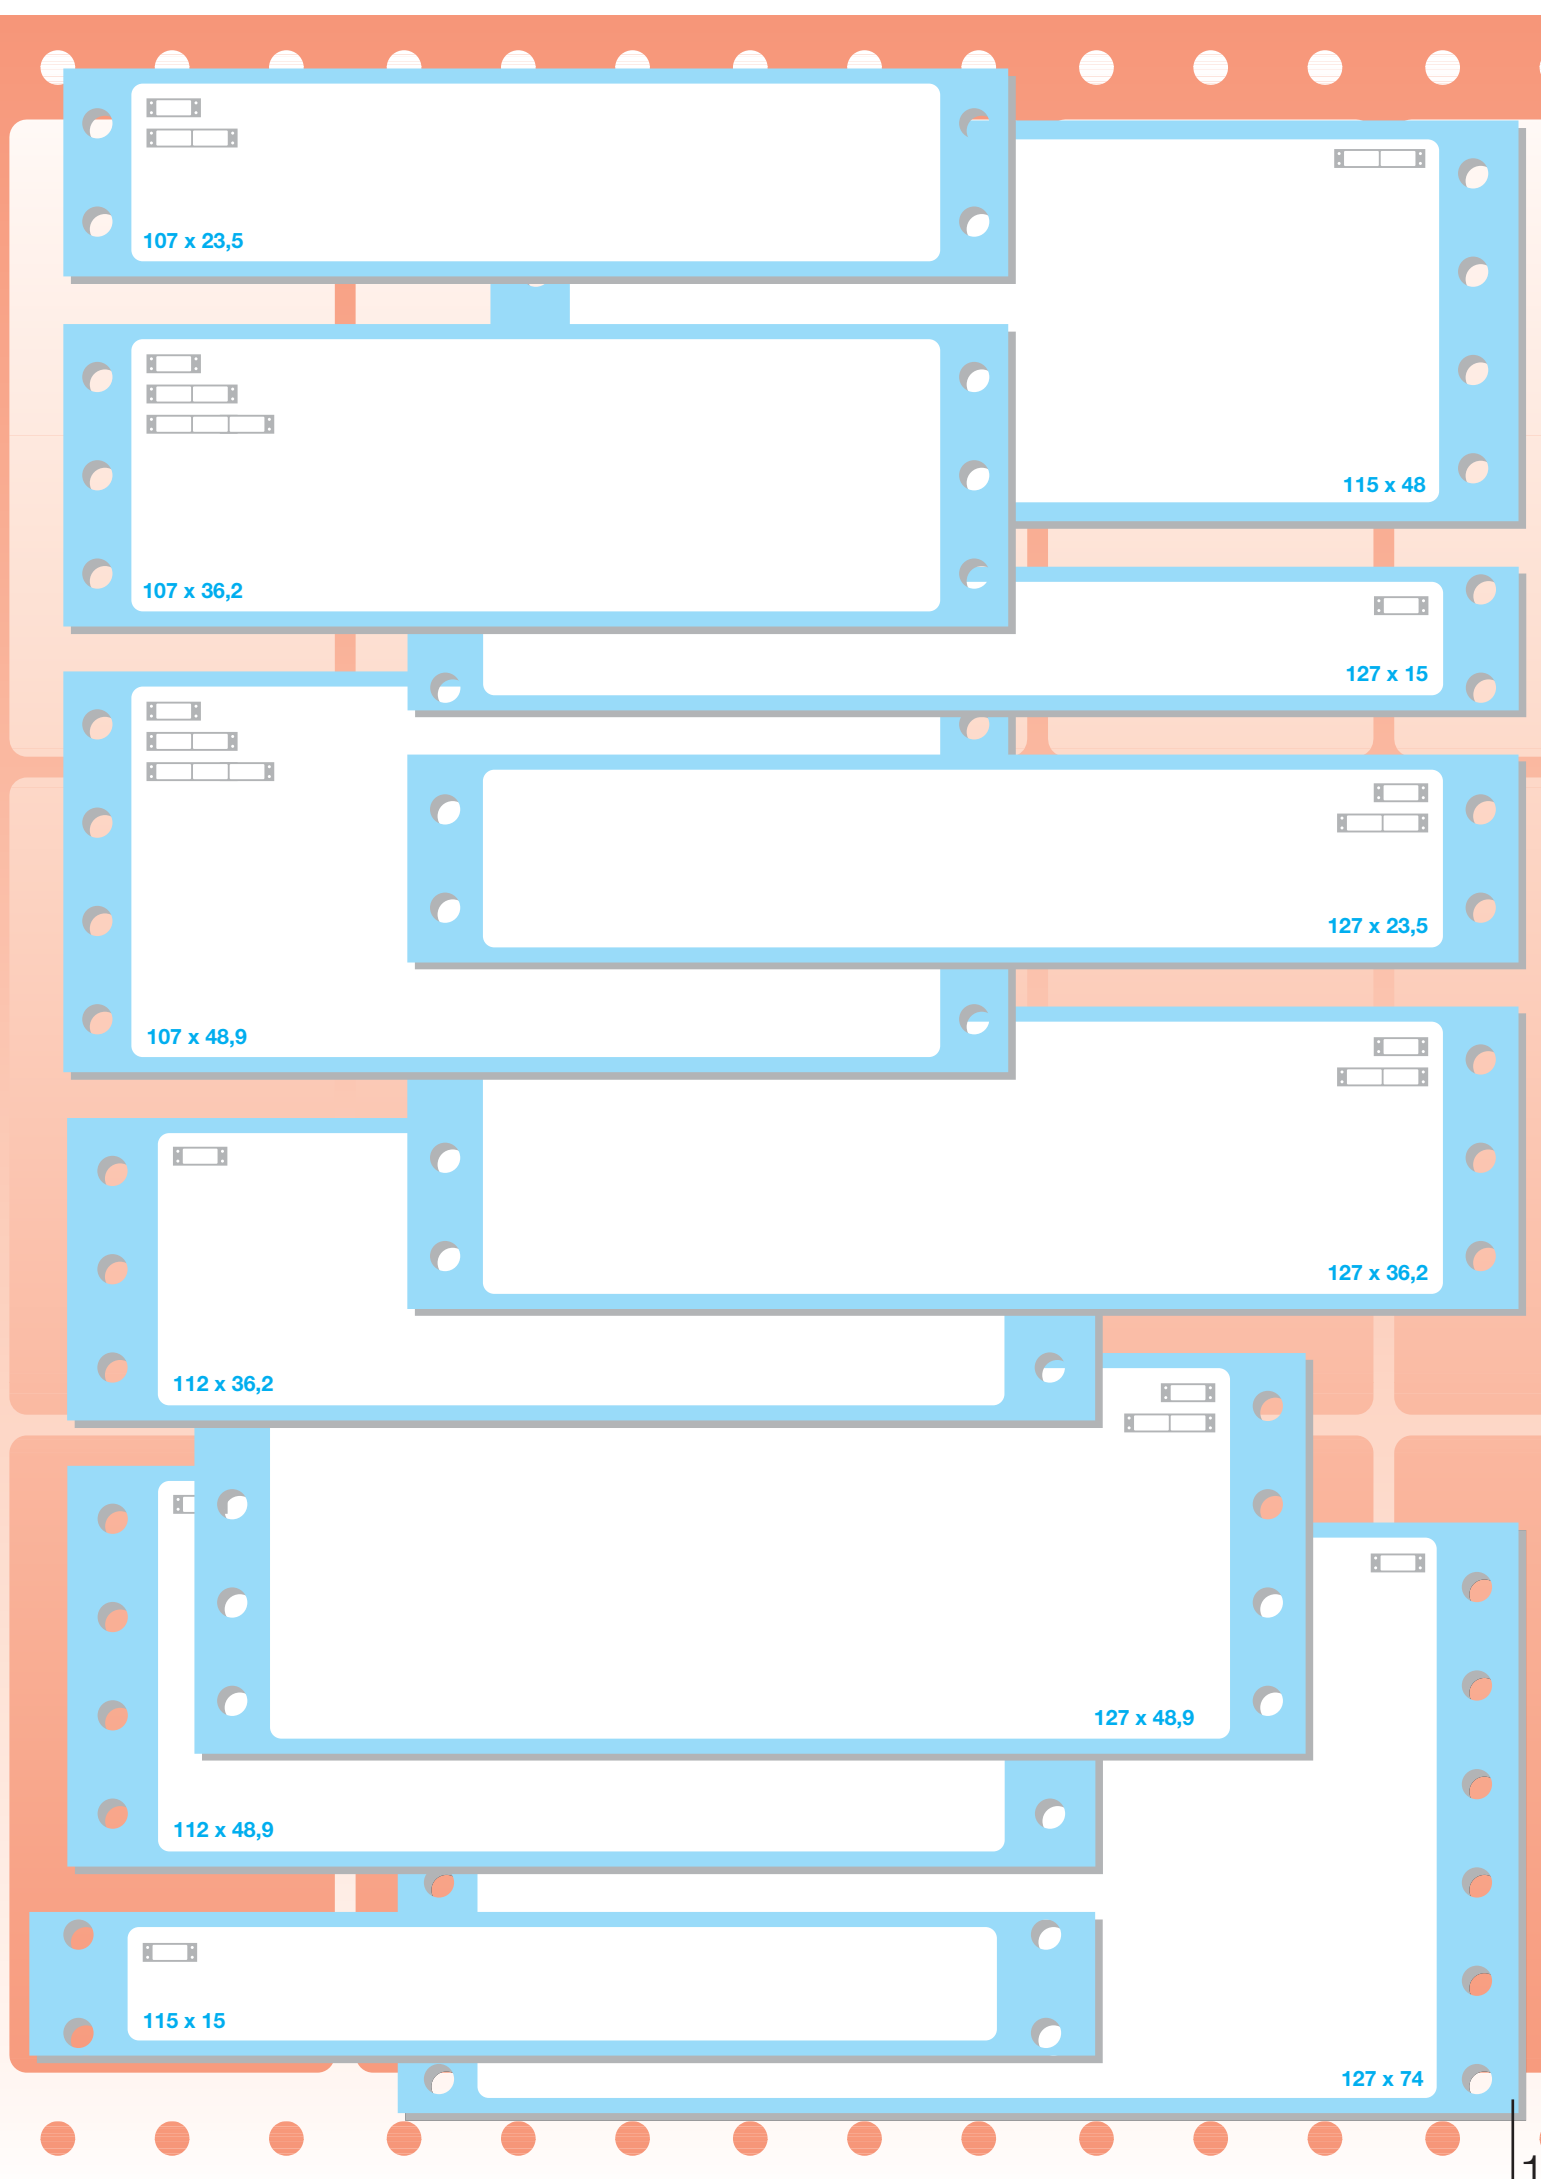 107 x 23,5
115 x 48
107 x 36,2
127 x 15
127 x 23,5
107 x 48,9
127 x 36,2
112 x 36,2
127 x 48,9
112 x 48,9
115 x 15
127 x 74
1